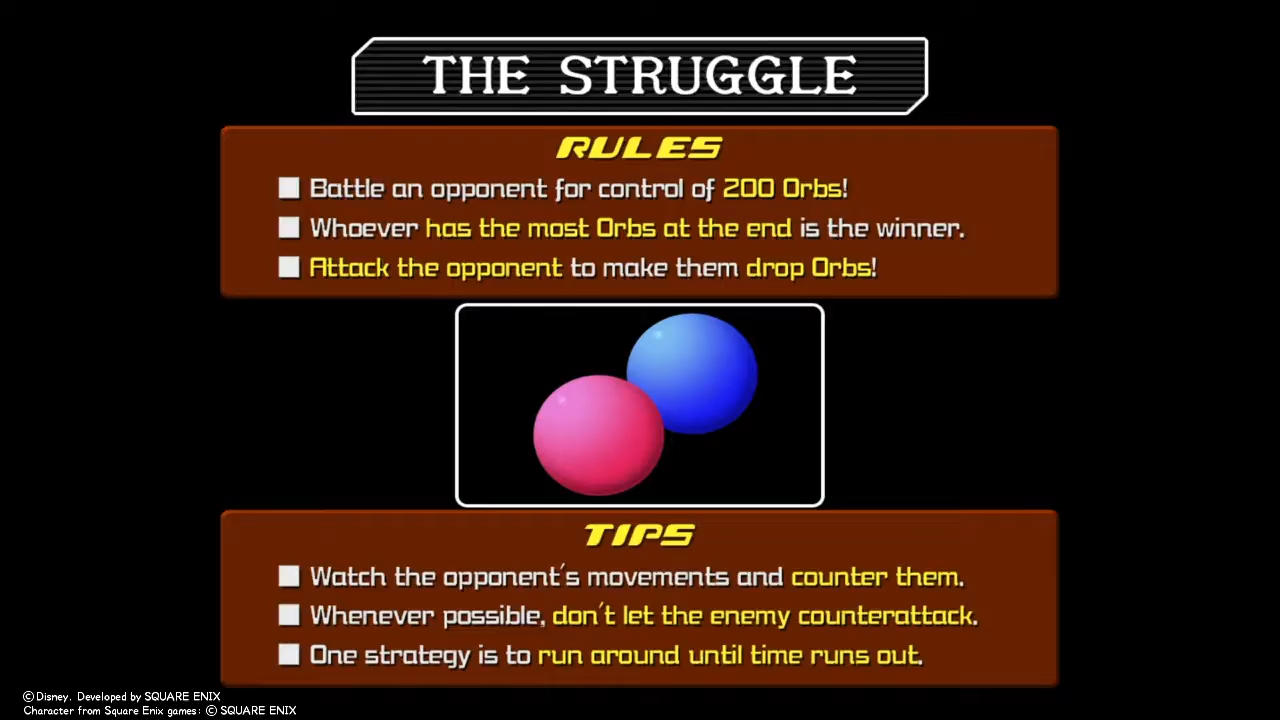 THE STRUGGLE
RULES
Battle an opponent for control of 200 Orbs!
Whoever has the most Orbs at the end is the winner.
Attack the opponent to make them drop Orbs!
TIPS
Watch the opponent's movements and counter them.
Whenever possible, don't let the enemy counterattack.
One strategy is to run around until time runs out.
©Disney. Developed by SQUARE ENIX
Character from Square Enix games: © SQUARE ENIX